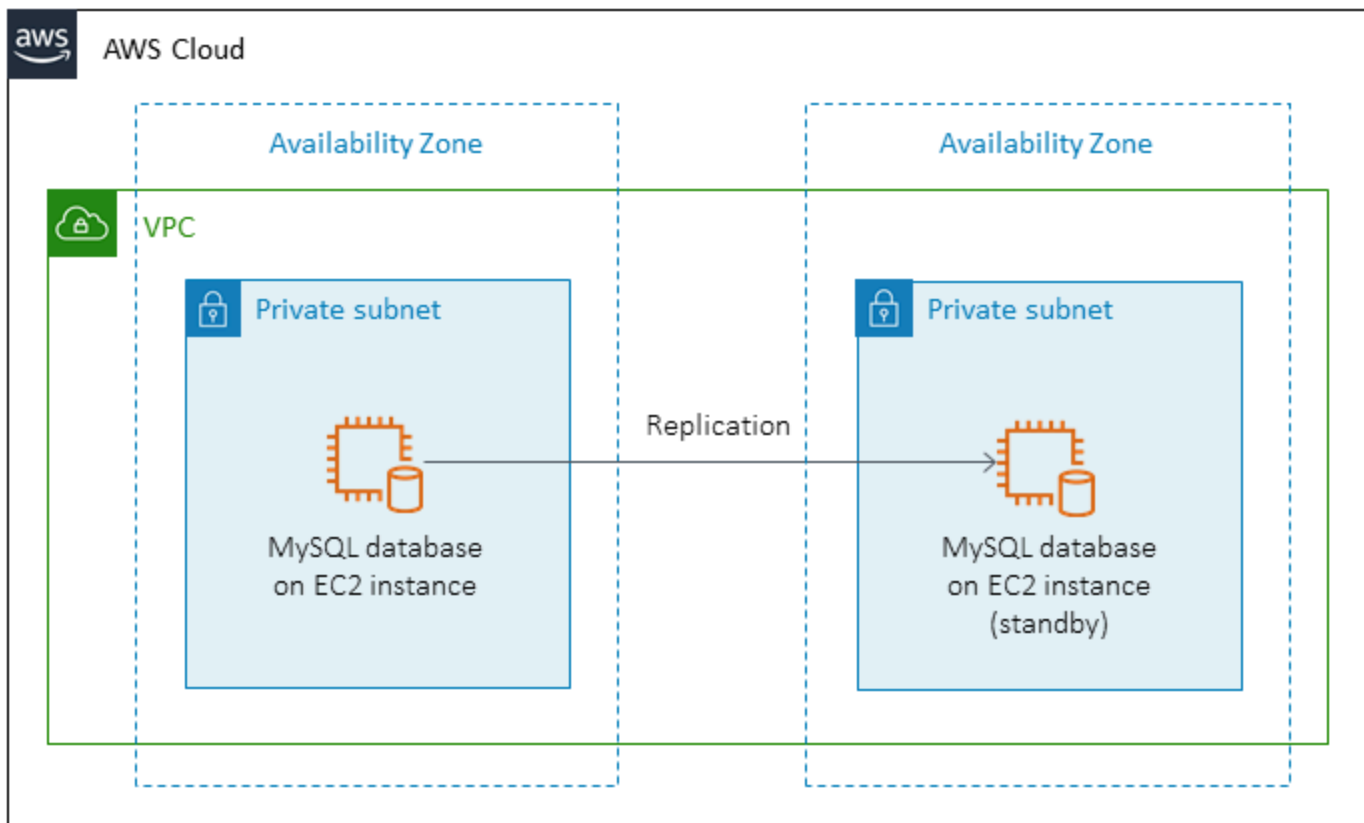 aws
AWS Cloud
Availability Zone
Availability Zone
VPC
Private subnet
Private subnet
Replication
MySQL database
on EC2 instance
MySQL database
on EC2 instance
(standby)